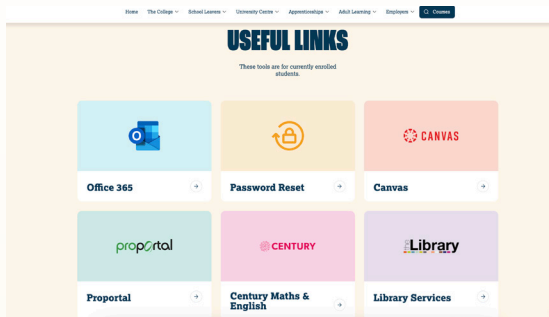 Home The College School Leavers University Centre Apprenticeships Adult Learning Employers Courses
USEFUL LINKS
These tools are for currently enrolled
students.
CANVAS
Office 365
Password Reset
Canvas
proportal
CENTURY
the Library
Proportal
Century Maths &
English
Library Services